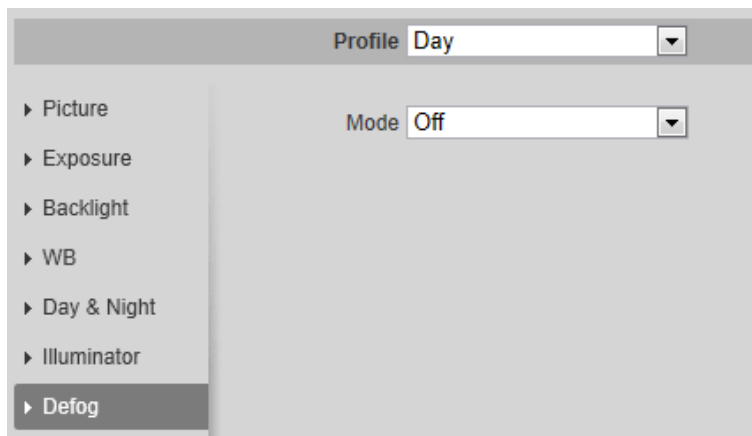 Profile Day
Mode Off
Picture
Exposure
Backlight
WB
Day & Night
Illuminator
Defog